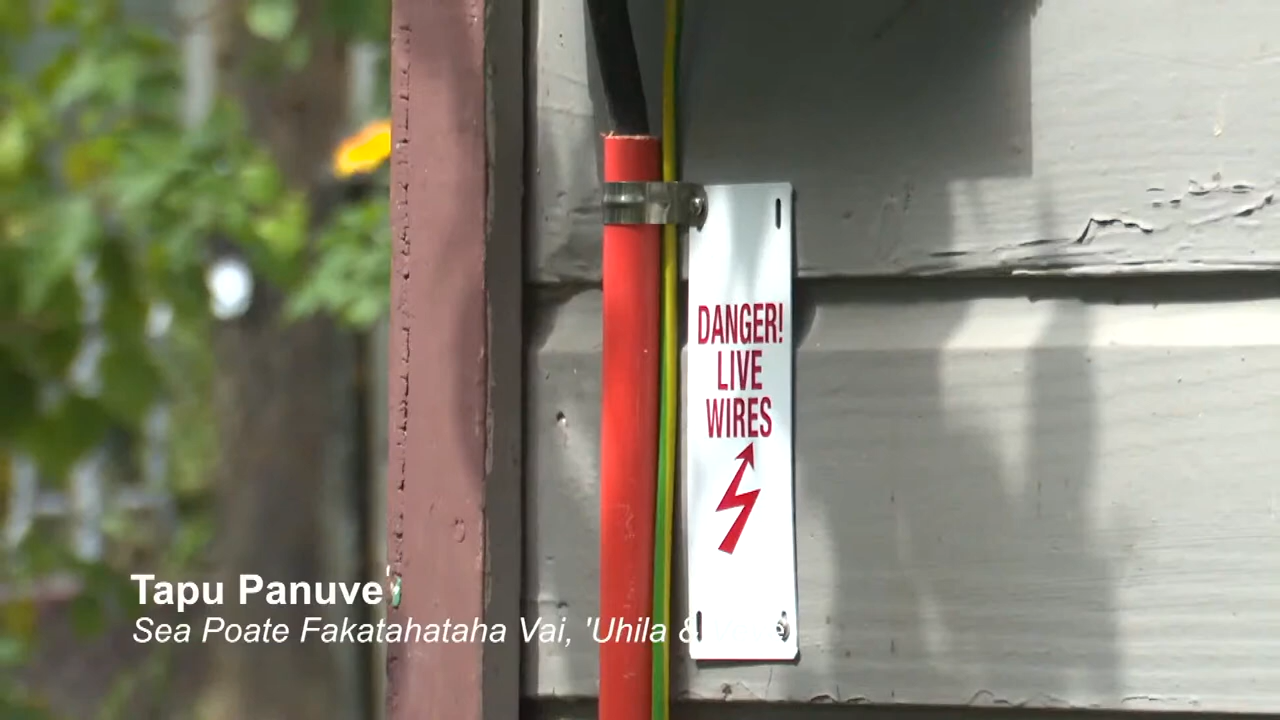 DANGER!
LIVE
WIRES
Tapu Panuve
Sea Poate Fakatahataha Vai, 'Uhila &